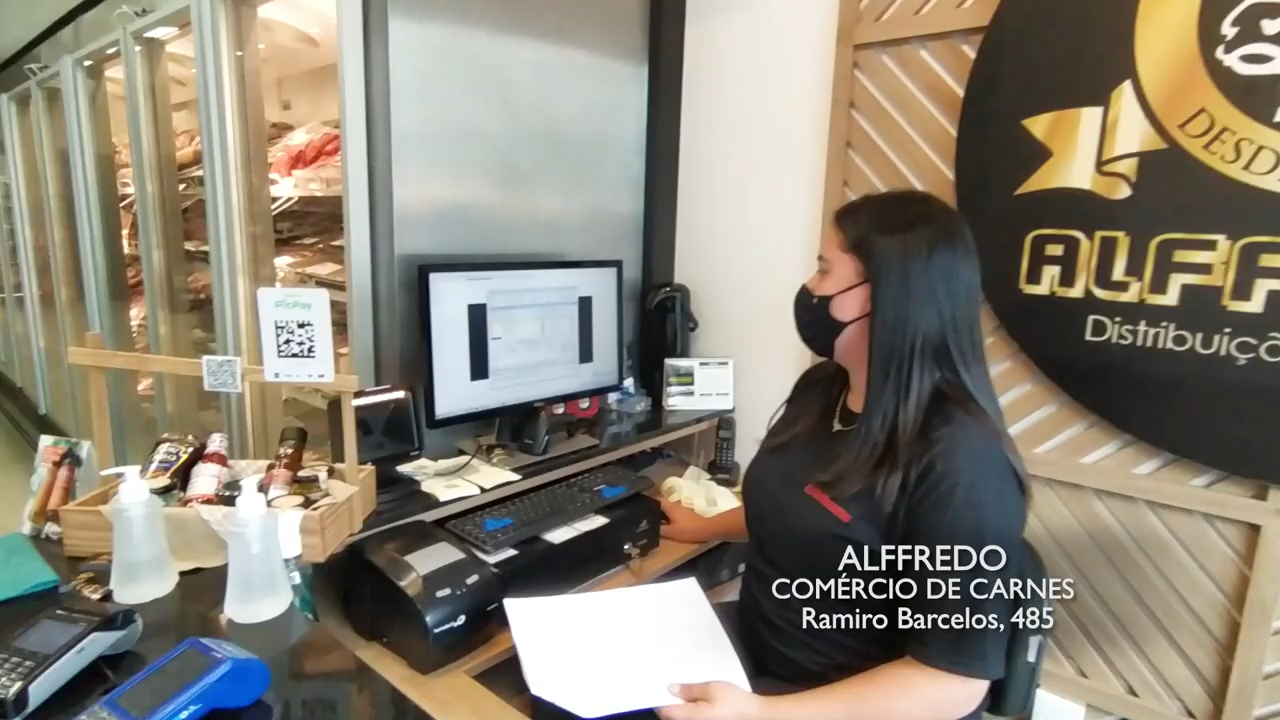 DESD
ALFF
Distribuiçã
PicPay
ALFFREDO
COMÉRCIO DE CARNES
Ramiro Barcelos, 485